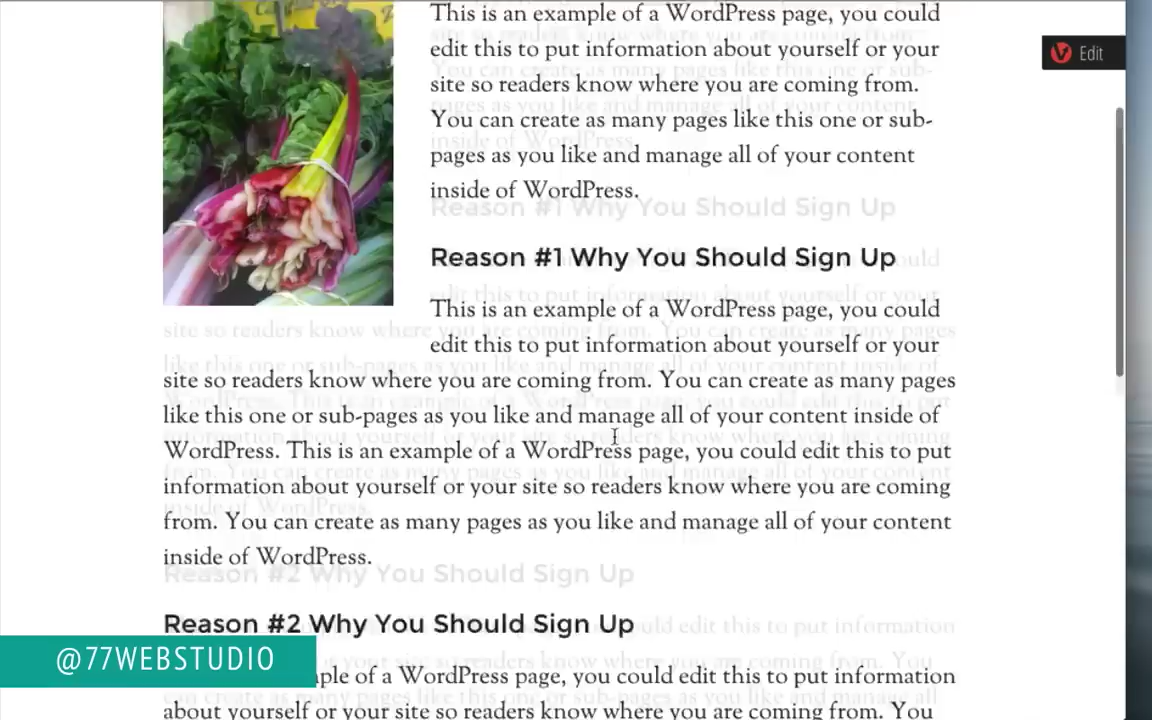 This is an example of a WordPress page, you could
edit this to put information about yourself or your
site so readers know where you are coming from.
You can create as many pages like this one or sub-
pages as you like and manage all of your content
inside of WordPress.
Edit
Reason #1 Why You Should Sign Up
This is an example of a WordPress page, you could
edit this to put information about yourself or your
site so readers know where you are coming from. You can create as many pages
like this one or sub-pages as you like and manage all of your content inside of
WordPress. This is an example of a WordPress page, you could edit this to put
information about yourself or your site so readers know where you are coming
from. You can create as many pages as you like and manage all of your content
inside of WordPress.
Reason #2 Why You Should Sign Up
@77WEBSTUDIO
ple of a WordPress page, you could edit this to put information
about yourself or your site so readers know where you are coming from. You